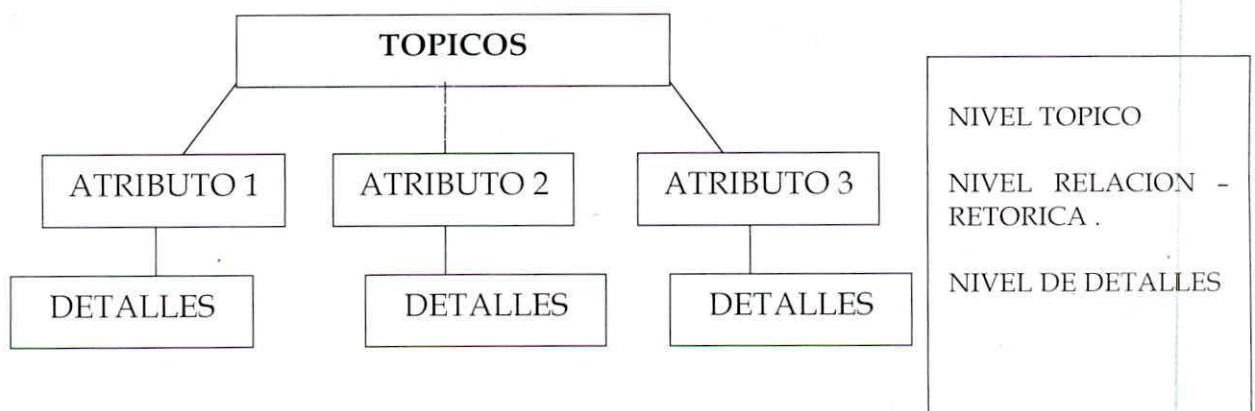 TOPICOS
ATRIBUTO 1
ATRIBUTO 2
ATRIBUTO 3
DETALLES
DETALLES
DETALLES
NIVEL TOPICO
NIVEL RELACION –
RETORICA .
NIVEL DE DETALLES